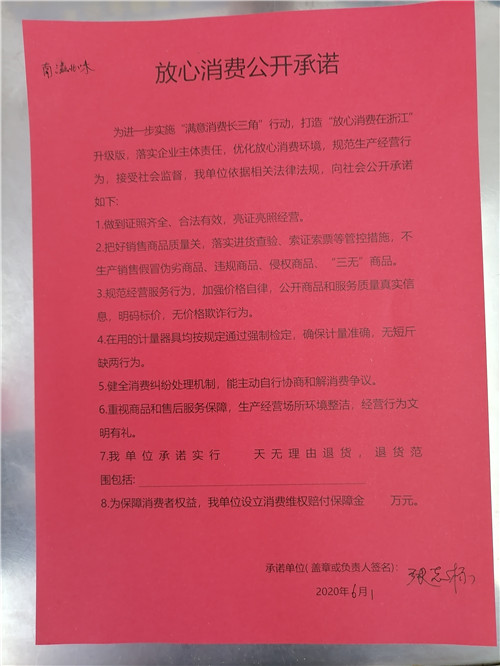 放心消费公开承诺
为进一步实施“满意消费长三角”行动，打造“放心消费在浙江”
升级版，落实企业主体责任，优化放心消费环境，规范生产经营行
为，接受社会监督，我单位依据相关法律法规，向社会公开承诺
如下:
1.做到证照齐全、合法有效，亮证亮照经营。
2.把好销售商品质量关，落实进货查验、索证索票等管控措施，不
生产销售假冒伪劣商品，违规商品、侵权商品、“三无”商品。
3.规范经营服务行为，加强价格自律，公开商品和服务质量真实信
息，明码标价，无价格欺诈行为。
4.在用的计量器具均按规定通过强制检定，确保计量准确，无短斤
缺两行为。
5.健全消费纠纷处理机制，能主动自行协商和解消费争议。
6.重视商品和售后服务保障，生产经营场所环境整洁，经营行为文
明有礼。
7.我单位承诺实行 天无理由退货，退货范
围包括:
8.为保障消费者权益，我单位设立消费维权赔付保障金 万元。
承诺单位(盖章或负责人签名):
2020年6月1